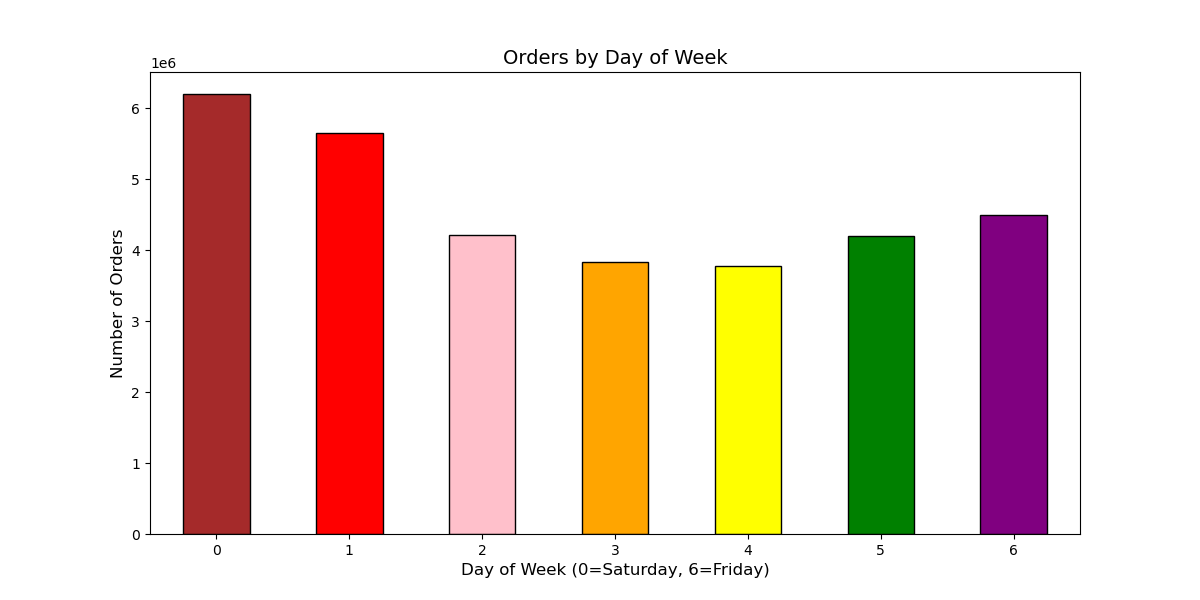 Orders by Day of Week
1e6
6
5
4
3
2
1
0
Number of Orders
0 1 2 3 4 5 6
Day of Week (0=Saturday, 6=Friday)